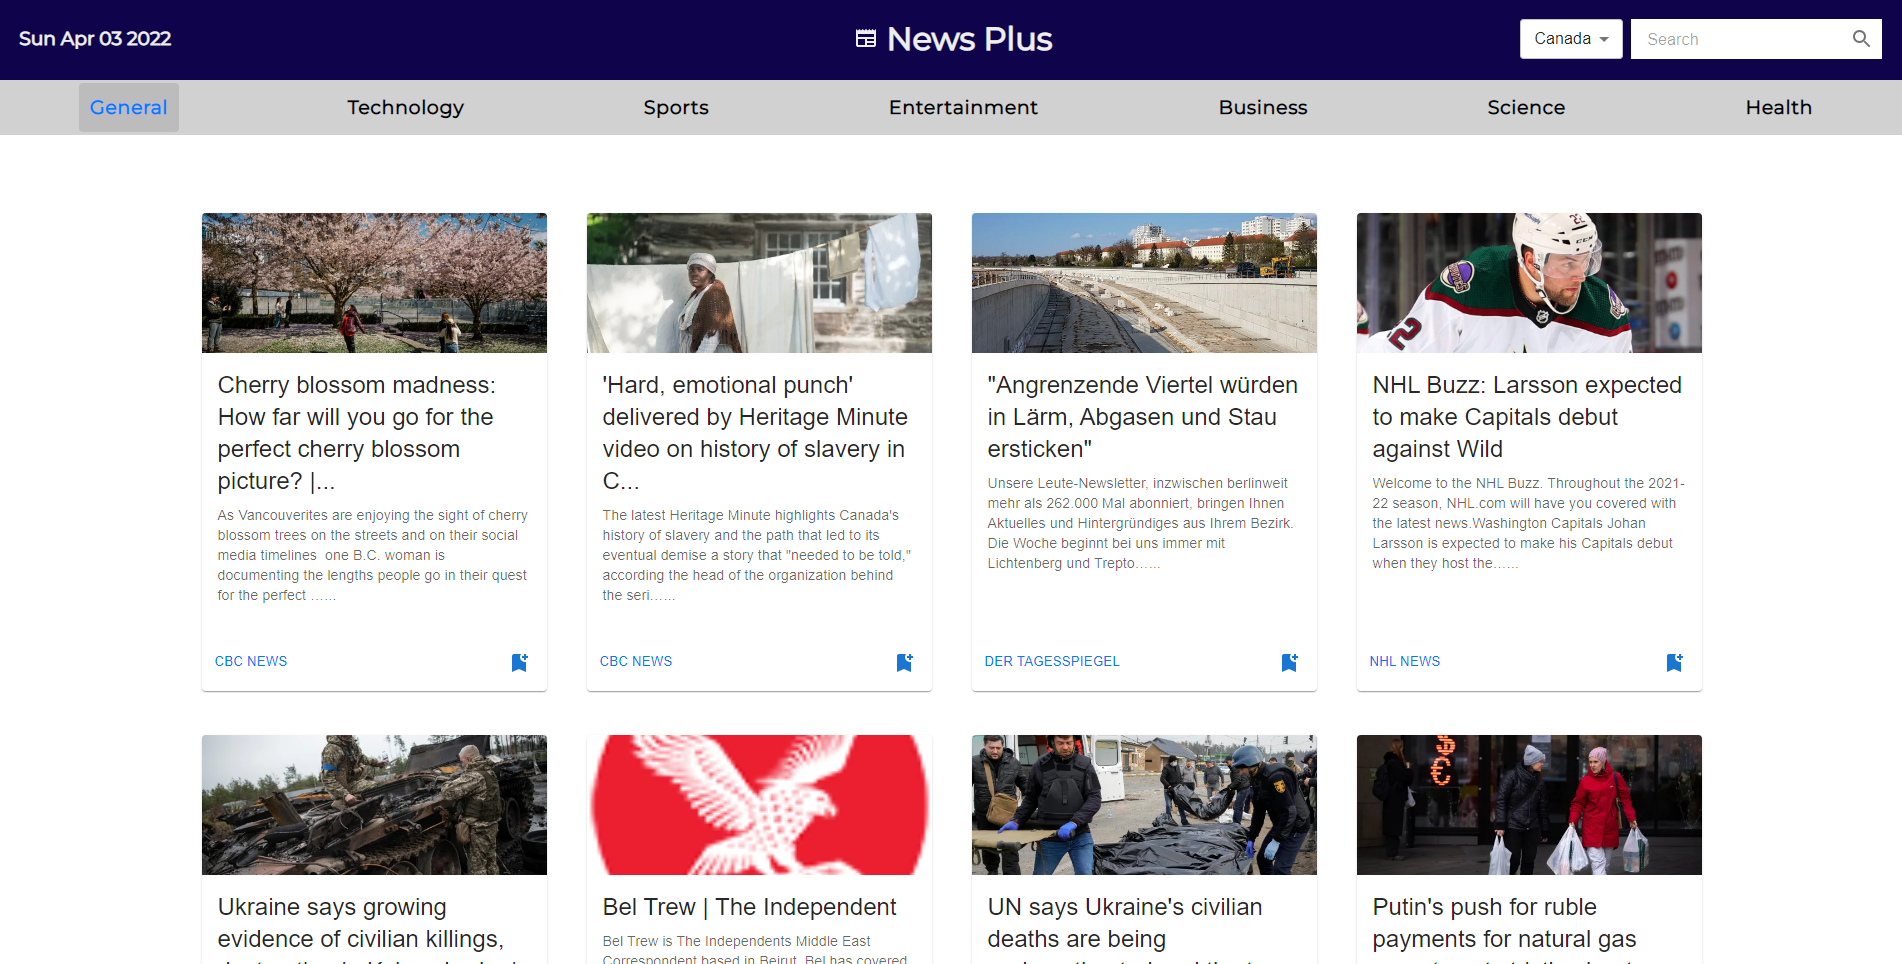 Sun Apr 03 2022
News Plus
Canada
Search
General
Technology
Sports
Entertainment
Business
Science
Health
Cherry blossom madness:
How far will you go for the
perfect cherry blossom
picture? |...
As Vancouverites are enjoying the sight of cherry
blossom trees on the streets and on their social
media timelines  one B.C. woman is
documenting the lengths people go in their quest
for the perfect …...
CBC NEWS
'Hard, emotional punch'
delivered by Heritage Minute
video on history of slavery in
C...
The latest Heritage Minute highlights Canada's
history of slavery and the path that led to its
eventual demise a story that "needed to be told,"
according the head of the organization behind
the seri…...
CBC NEWS
"Angrenzende Viertel würden
in Lärm, Abgasen und Stau
ersticken"
Unsere Leute-Newsletter, inzwischen berlinweit
mehr als 262.000 Mal abonniert, bringen Ihnen
Aktuelles und Hintergründiges aus Ihrem Bezirk.
Die Woche beginnt bei uns immer mit
Lichtenberg und Trepto…...
DER TAGESSPIEGEL
22
CCM
2
NHL Buzz: Larsson expected
to make Capitals debut
against Wild
Welcome to the NHL Buzz. Throughout the 2021-
22 season, NHL.com will have you covered with
the latest news.Washington Capitals Johan
Larsson is expected to make his Capitals debut
when they host the…...
NHL NEWS
Ukraine says growing
evidence of civilian killings,
Bel Trew | The Independent
Bel Trew is The Independents Middle East
Correspondent based in Beirut. Bel has covered
UN says Ukraine's civilian
deaths are being
$
€
Putin's push for ruble
payments for natural gas